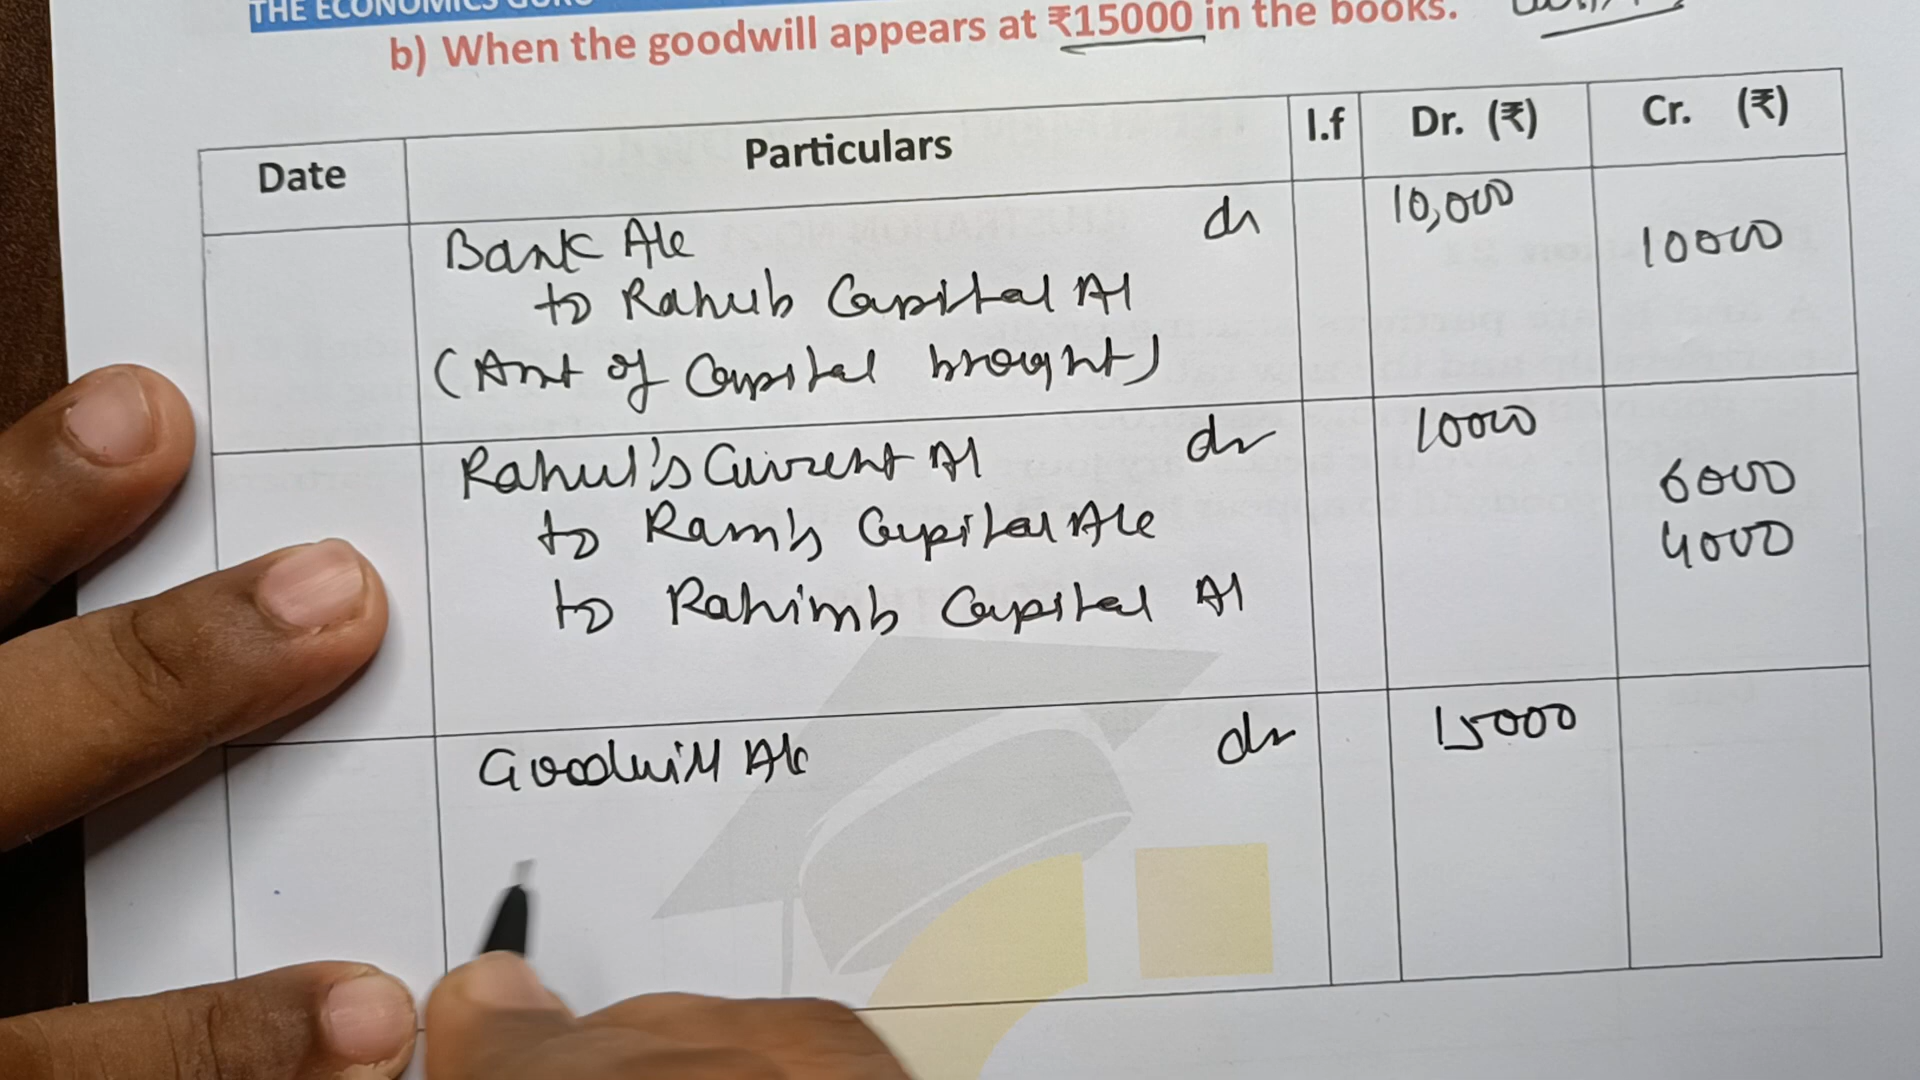 THE ECONOMICS GURU
b) When the goodwill appears at ₹15000 in the books.
Date Particulars l.f Dr. (₹) Cr. (₹)
Bank A/c dr 10,000
to Rahul's Capital A/c 10000
(Amt of Capital brought)
Rahul's Current A/c dr 10000
to Ram's Capital A/c 6000
to Rahim's Capital A/c 4000
Goodwill A/c dr 15000